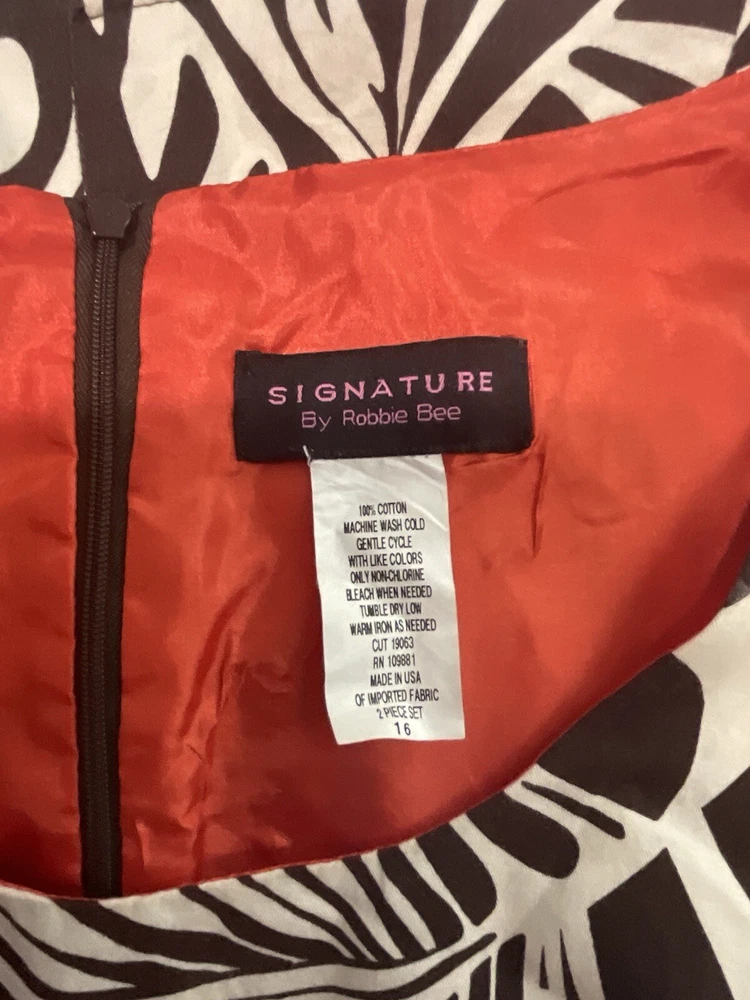 SIGNATURE
By Robbie Bee
100% COTTON
MACHINE WASH COLD
GENTLE CYCLE
WITH LIKE COLORS
ONLY NON-CHLORINE
BLEACH WHEN NEEDED
TUMBLE DRY LOW
WARM IRON AS NEEDED
CUT 19063
RN 109881
MADE IN USA
OF IMPORTED FABRIC
2 PIECE SET
16